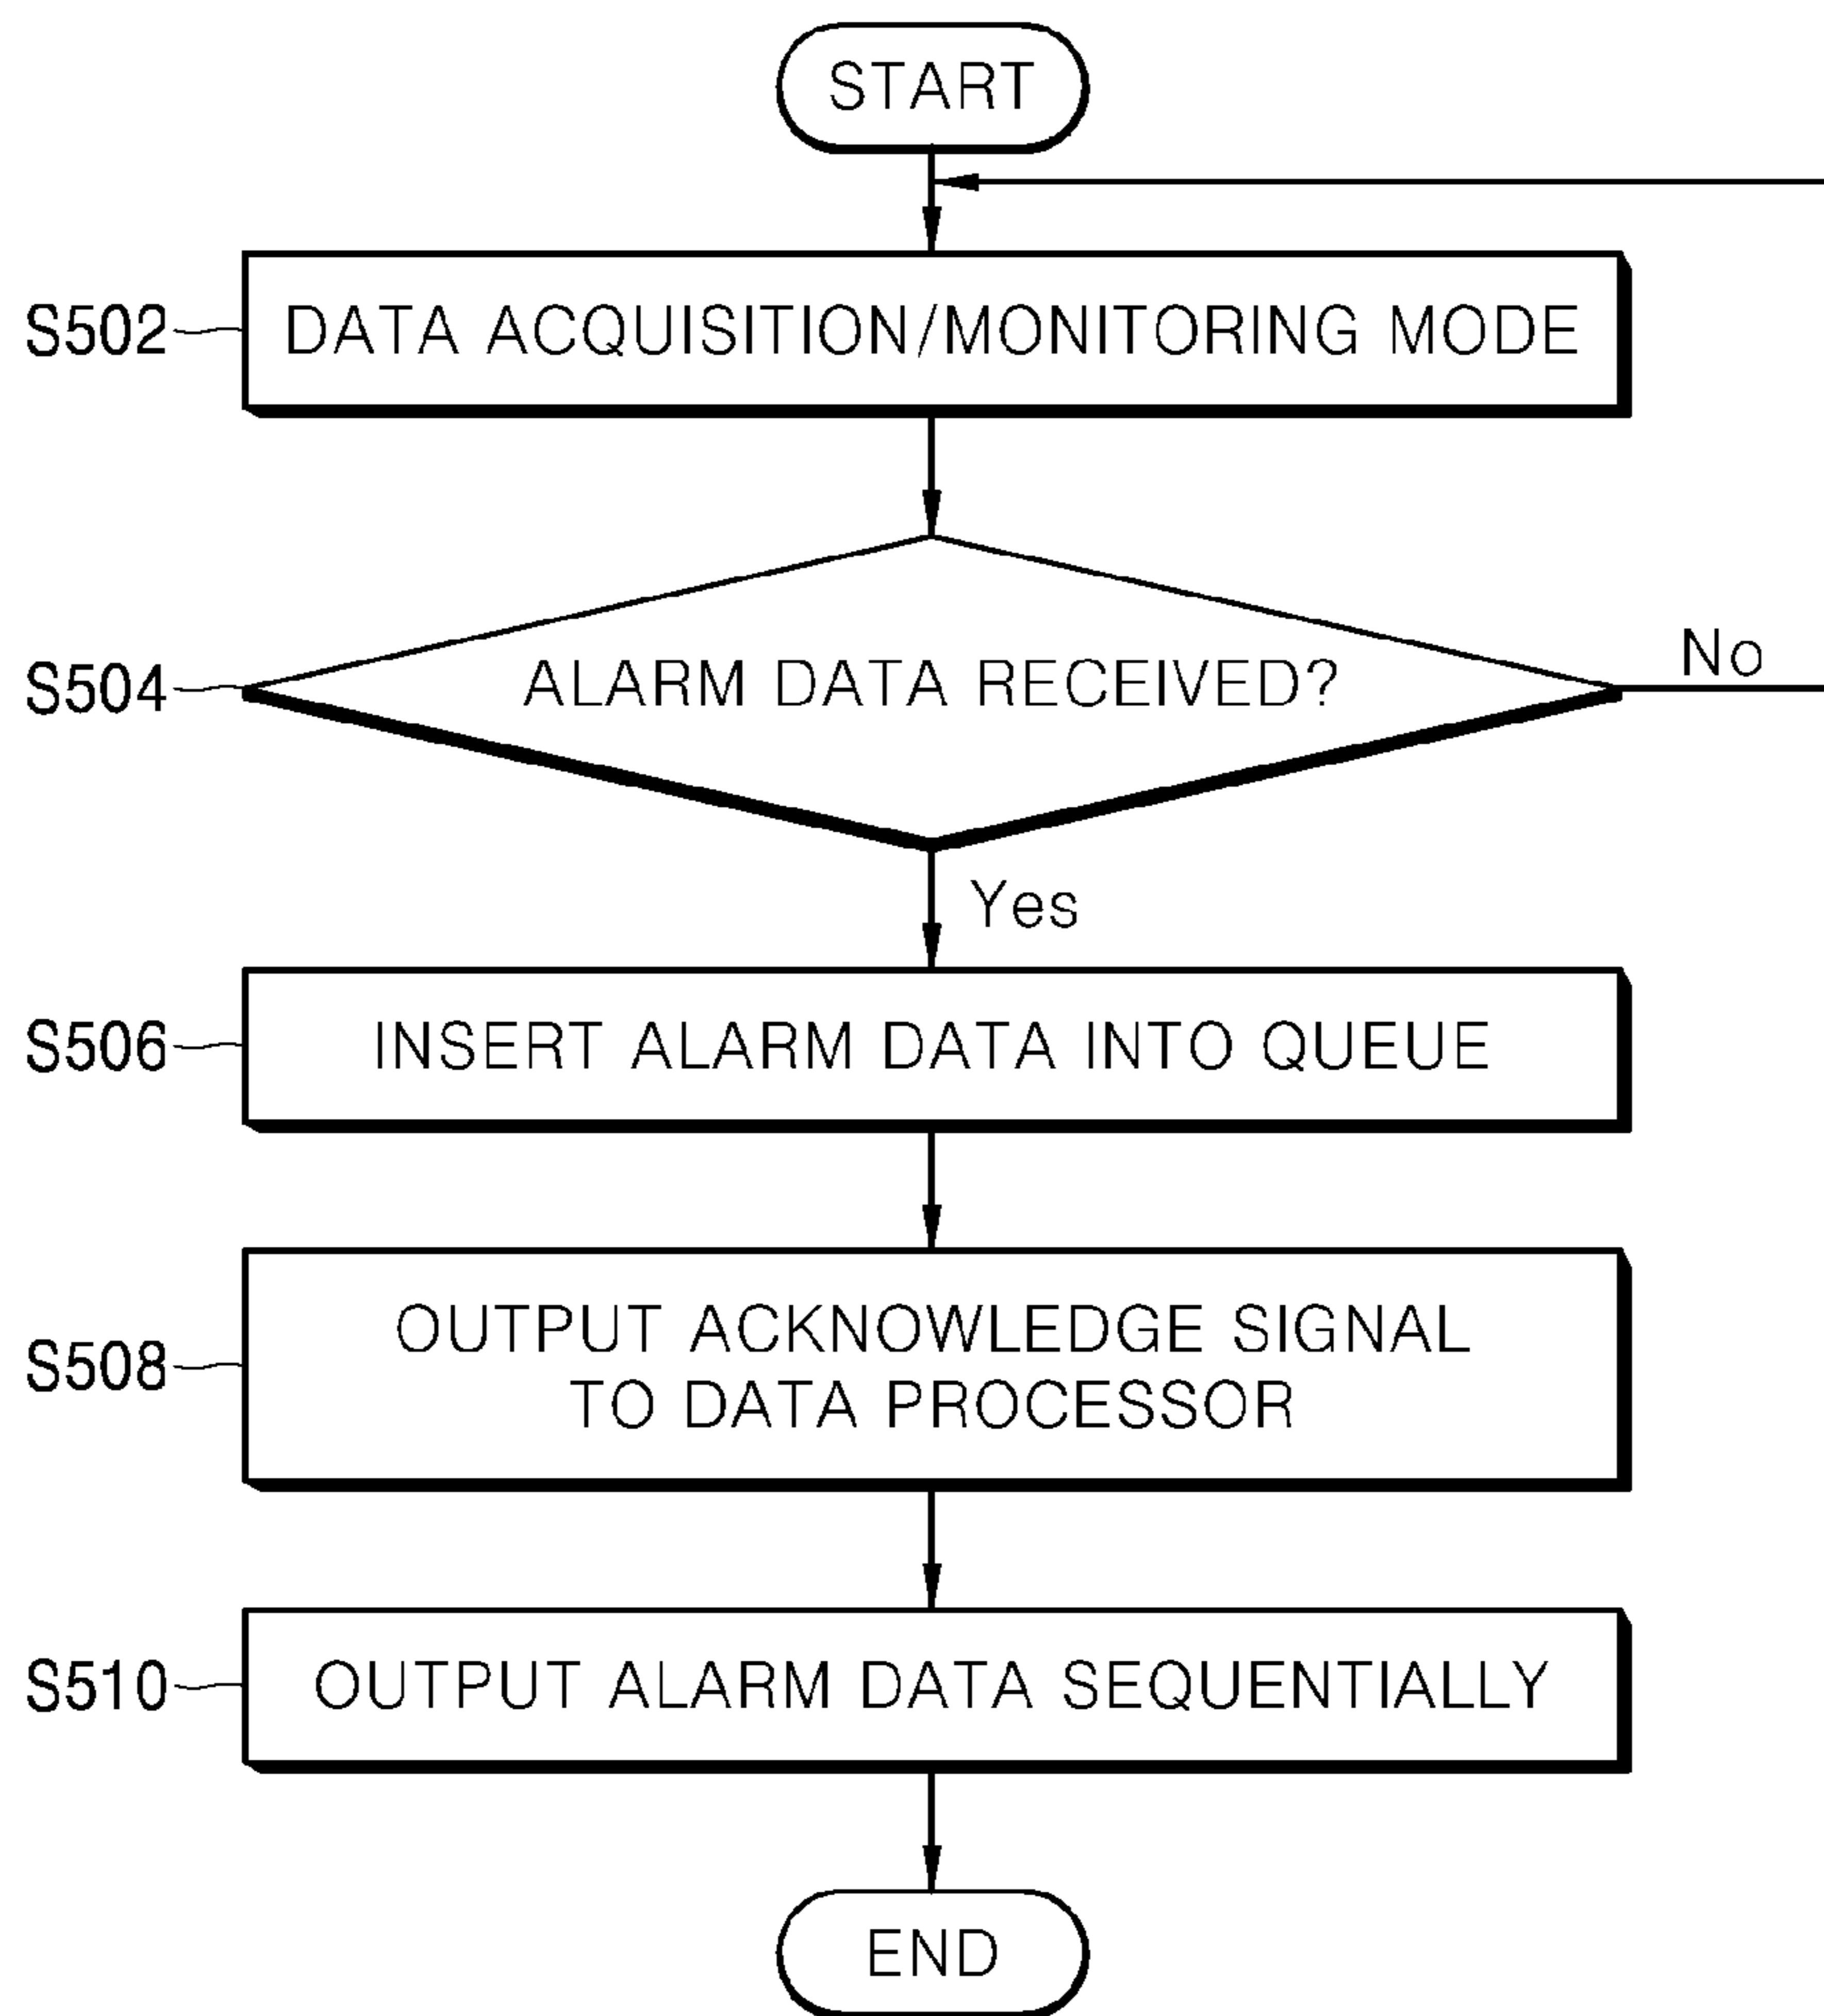 START
S502
DATA ACQUISITION/MONITORING MODE
S504
ALARM DATA RECEIVED?
No
Yes
S506
INSERT ALARM DATA INTO QUEUE
S508
OUTPUT ACKNOWLEDGE SIGNAL
TO DATA PROCESSOR
S510
OUTPUT ALARM DATA SEQUENTIALLY
END